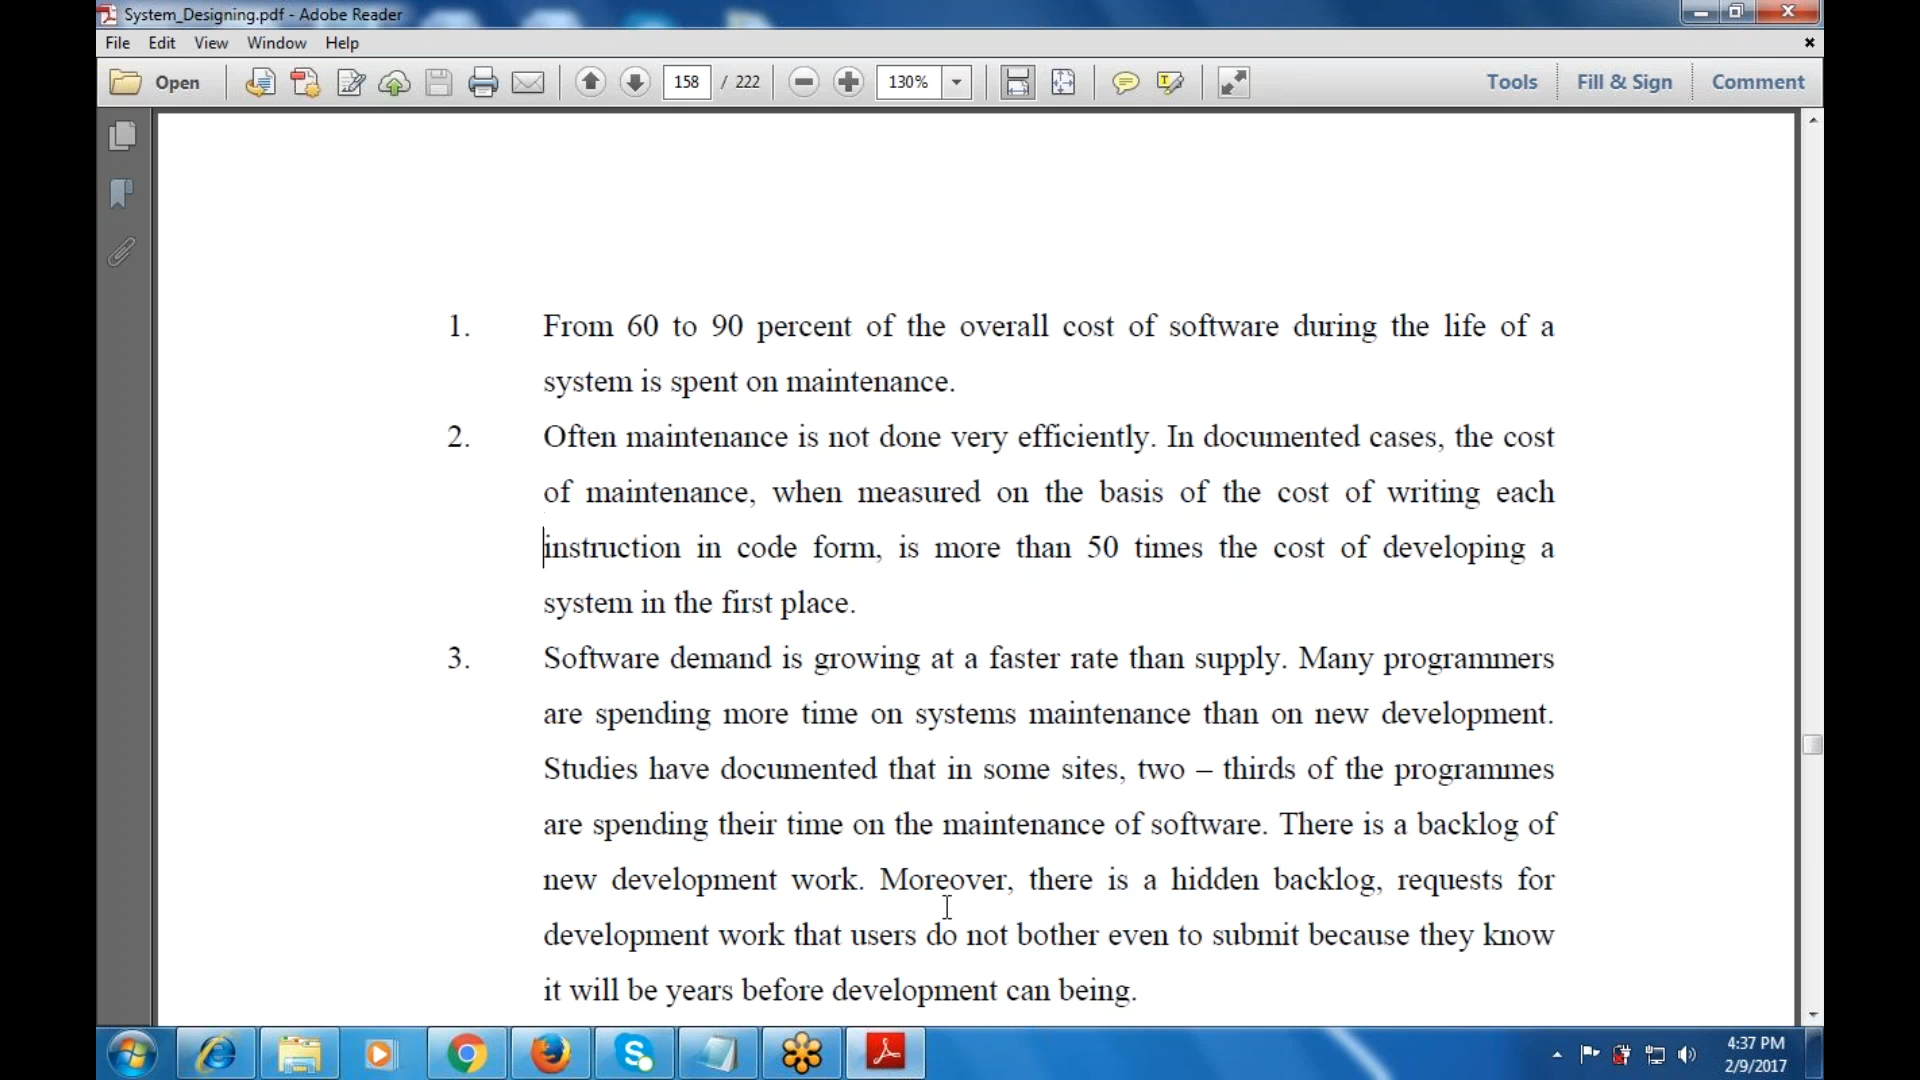 System_Designing.pdf - Adobe Reader
File Edit View Window Help
Open 158 / 222 130% Tools Fill & Sign Comment
1. From 60 to 90 percent of the overall cost of software during the life of a
system is spent on maintenance.
2. Often maintenance is not done very efficiently. In documented cases, the cost
of maintenance, when measured on the basis of the cost of writing each
instruction in code form, is more than 50 times the cost of developing a
system in the first place.
3. Software demand is growing at a faster rate than supply. Many programmers
are spending more time on systems maintenance than on new development.
Studies have documented that in some sites, two – thirds of the programmes
are spending their time on the maintenance of software. There is a backlog of
new development work. Moreover, there is a hidden backlog, requests for
development work that users do not bother even to submit because they know
it will be years before development can being.
4:37 PM
2/9/2017